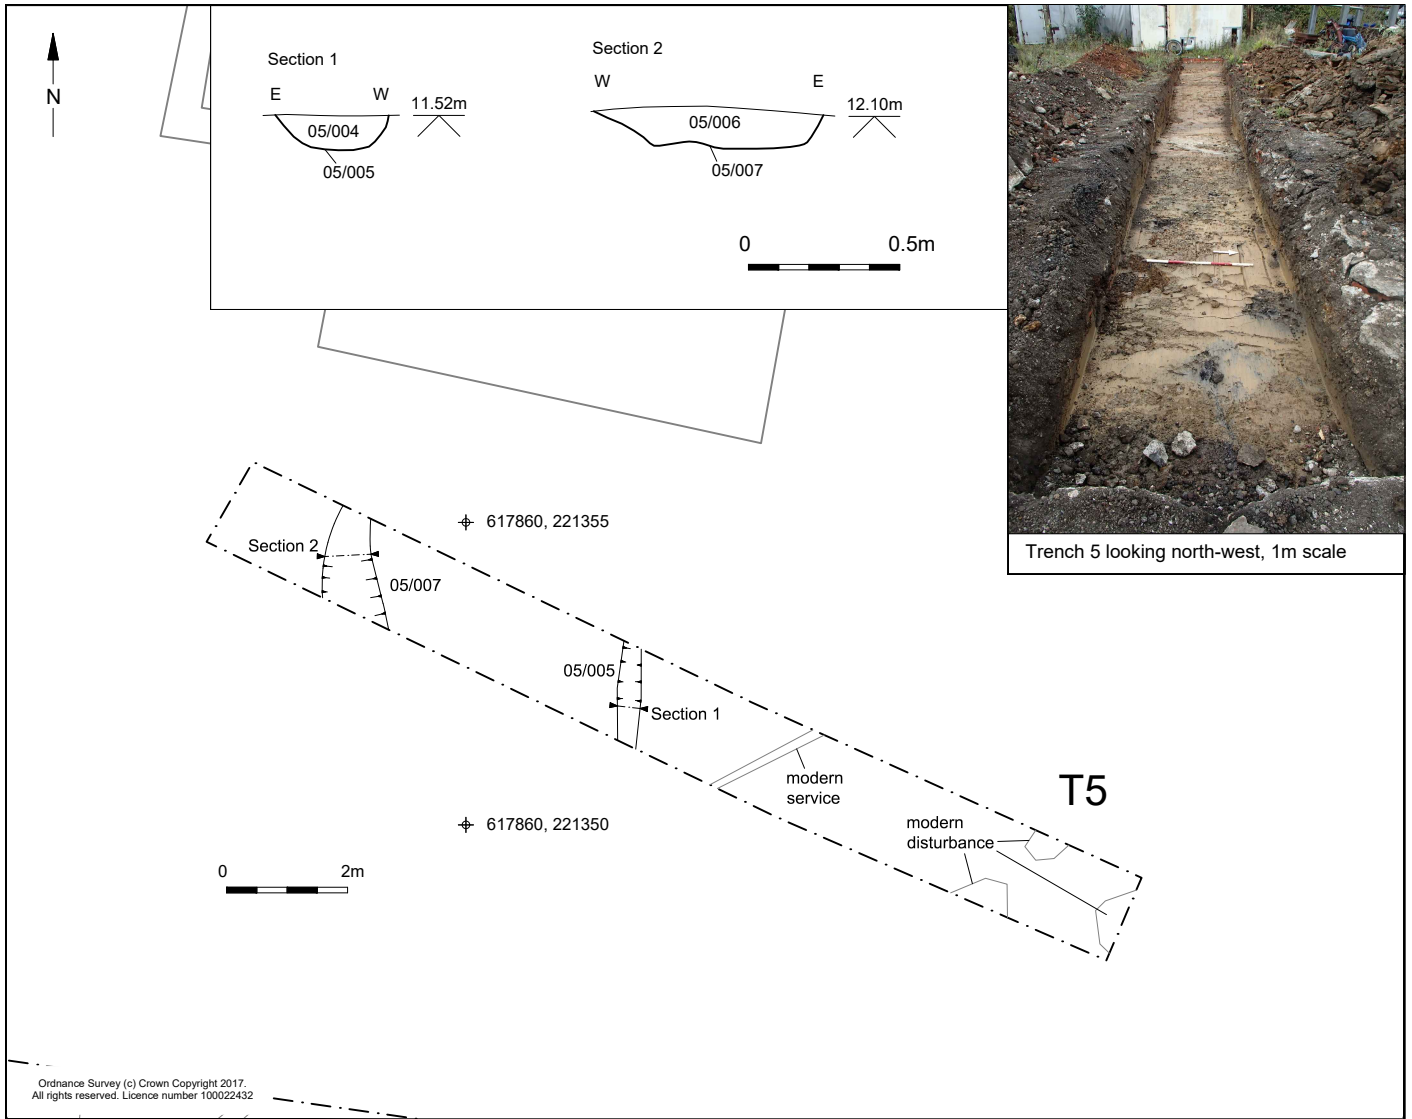 N
Section 1
E W
11.52m
05/004
05/005
Section 2
W E
12.10m
05/006
05/007
0 0.5m
Trench 5 looking north-west, 1m scale
617860, 221355
Section 2
05/007
05/005
Section 1
modern
service
T5
modern
disturbance
617860, 221350
0 2m
Ordnance Survey (c) Crown Copyright 2017.
All rights reserved. Licence number 100022432